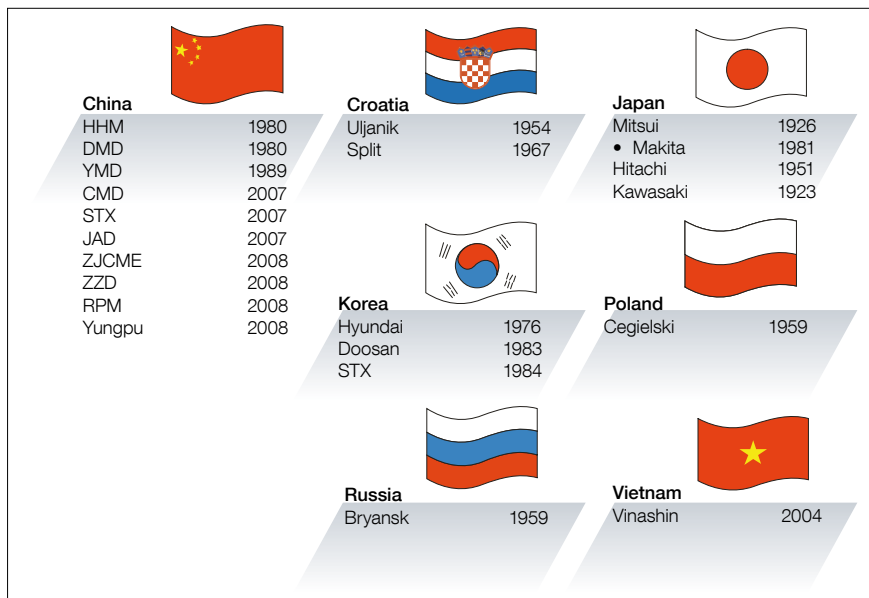 China
HHM 1980
DMD 1980
YMD 1989
CMD 2007
STX 2007
JAD 2007
ZJCME 2008
ZZD 2008
RPM 2008
Yungpu 2008
Croatia
Uljanik 1954
Split 1967
Japan
Mitsui 1926
• Makita 1981
Hitachi 1951
Kawasaki 1923
Korea
Hyundai 1976
Doosan 1983
STX 1984
Poland
Cegielski 1959
Russia
Bryansk 1959
Vietnam
Vinashin 2004